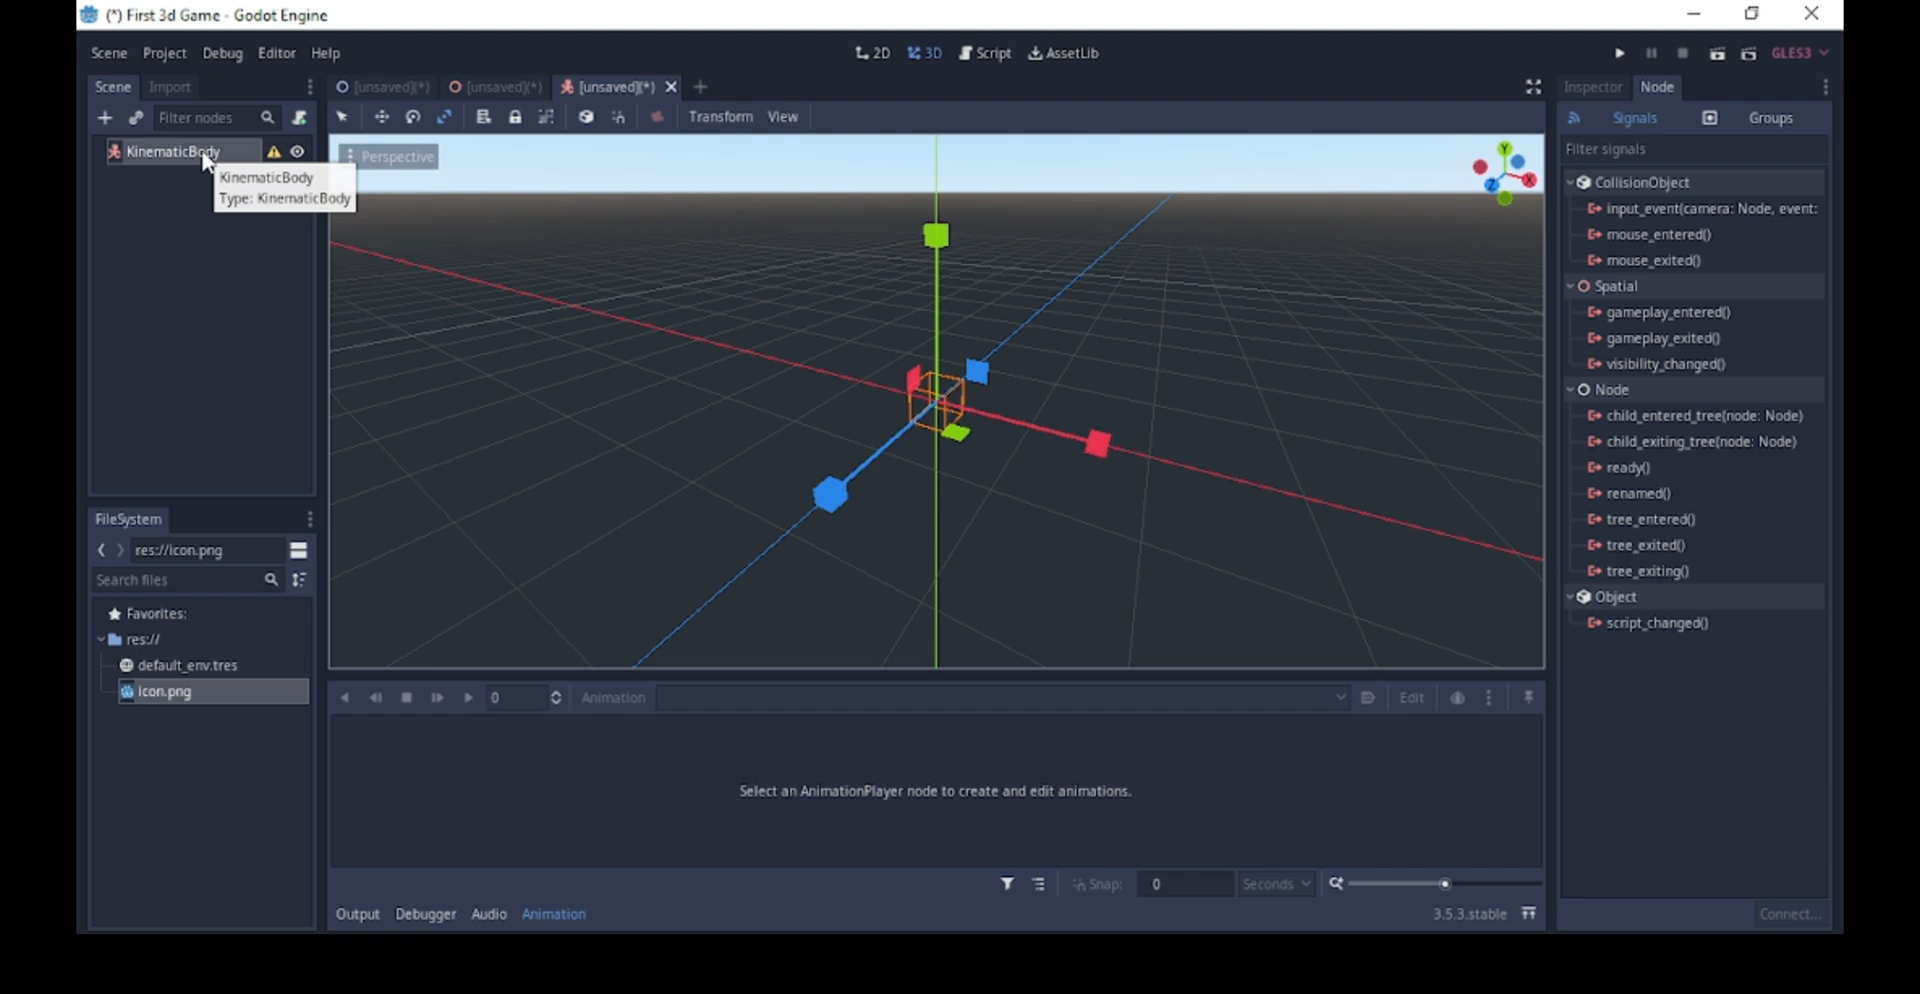 (*) First 3d Game - Godot Engine
Scene Project Debug Editor Help
2D 3D Script AssetLib
GLES3
Scene Import
[unsaved](*) [unsaved](*) [unsaved](*)
Inspector Node
Filter nodes
Transform View
Signals Groups
KinematicBody
Perspective
Y
X
Z
Filter signals
KinematicBody
Type: KinematicBody
CollisionObject
input_event(camera: Node, event:
mouse_entered()
mouse_exited()
Spatial
gameplay_entered()
gameplay_exited()
visibility_changed()
Node
child_entered_tree(node: Node)
child_exiting_tree(node: Node)
ready()
renamed()
tree_entered()
tree_exited()
tree_exiting()
Object
script_changed()
FileSystem
res://icon.png
Search files
Favorites:
res://
default_env.tres
icon.png
0 Animation Edit
Select an AnimationPlayer node to create and edit animations.
Snap: 0 Seconds
Output Debugger Audio Animation
3.5.3.stable
Connect...